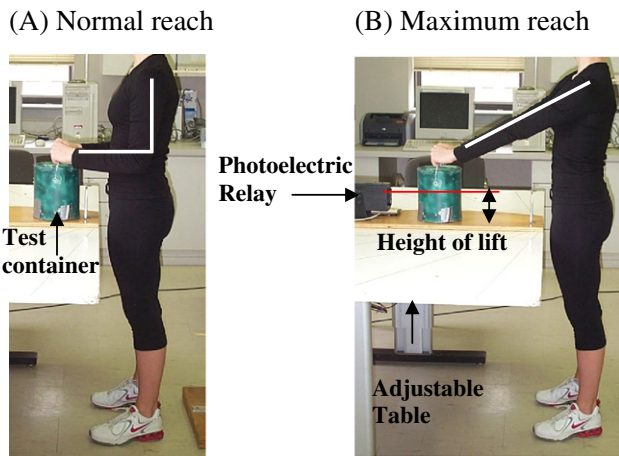 (A) Normal reach
(B) Maximum reach
Photoelectric
Relay
Test
container
Height of lift
Adjustable
Table